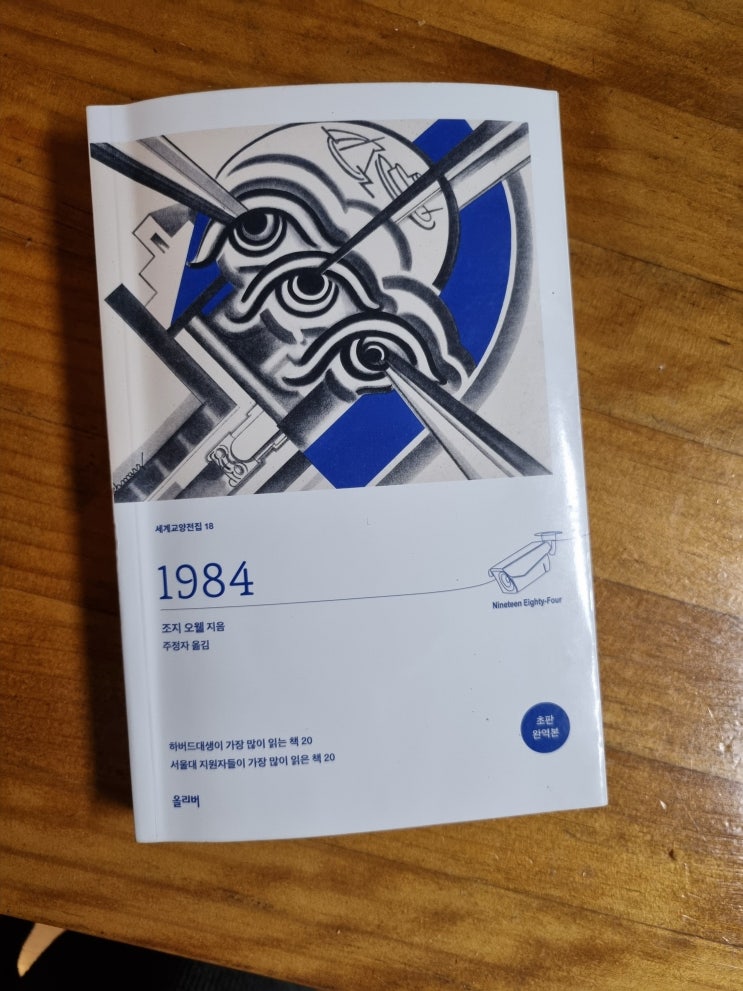 세계교양전집 18
1984
Nineteen Eighty-Four
조지 오웰 지음
주정자 옮김
초판
완역본
하버드대생이 가장 많이 읽는 책 20
서울대 지원자들이 가장 많이 읽은 책 20
올리버